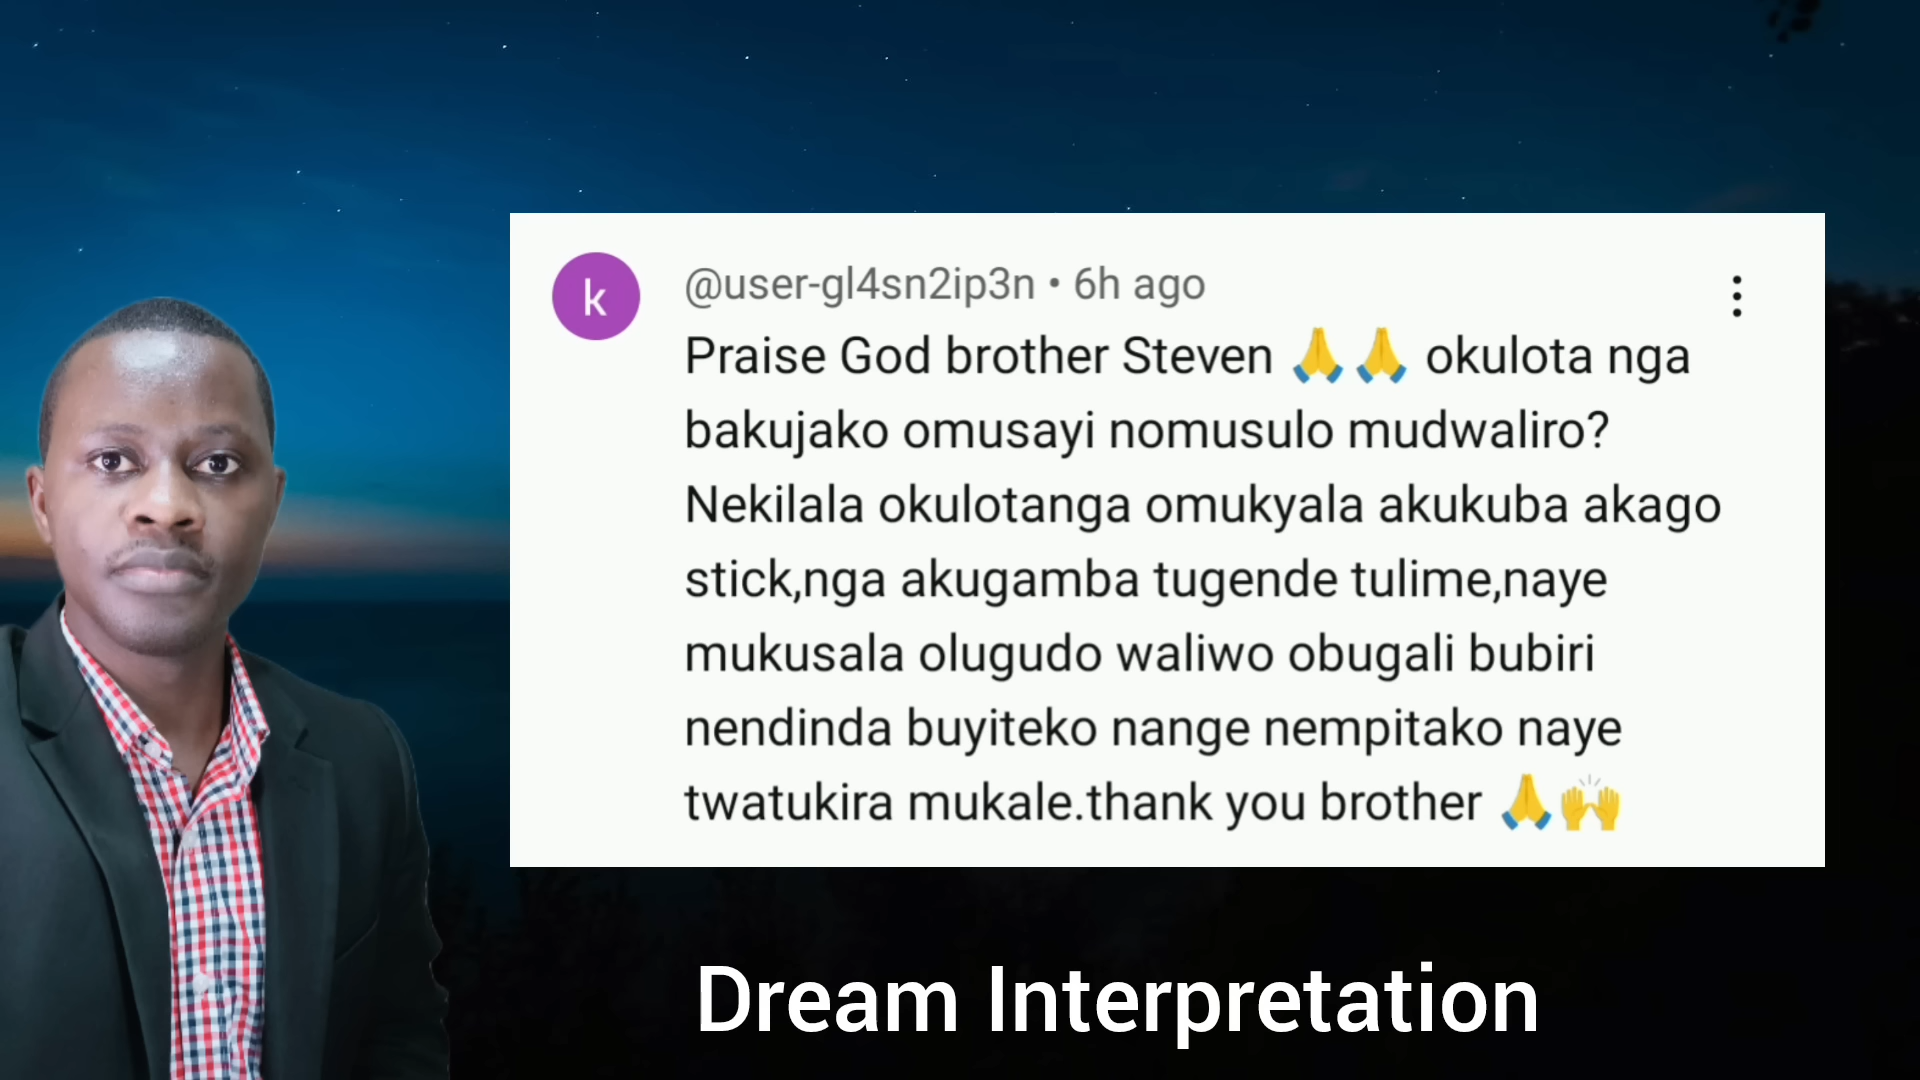 k
@user-gl4sn2ip3n • 6h ago
Praise God brother Steven 🙏🙏 okulota nga
bakujako omusayi nomusulo mudwaliro?
Nekilala okulotanga omukyala akukuba akago
stick,nga akugamba tugende tulime,naye
mukusala olugudo waliwo obugali bubiri
nendinda buyiteko nange nempitako naye
twatukira mukale.thank you brother 🙏🙌
Dream Interpretation